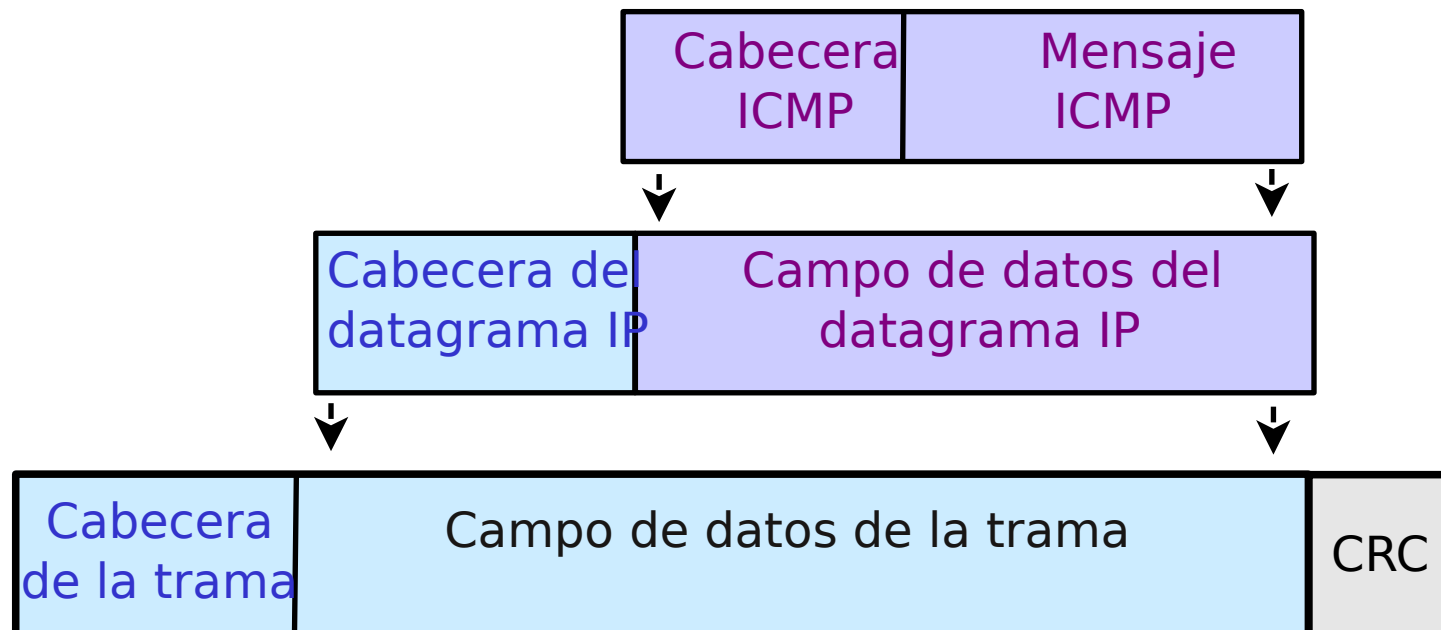 Cabecera
ICMP
Mensaje
ICMP
Cabecera del
datagrama IP
Campo de datos del
datagrama IP
Cabecera
de la trama
Campo de datos de la trama
CRC